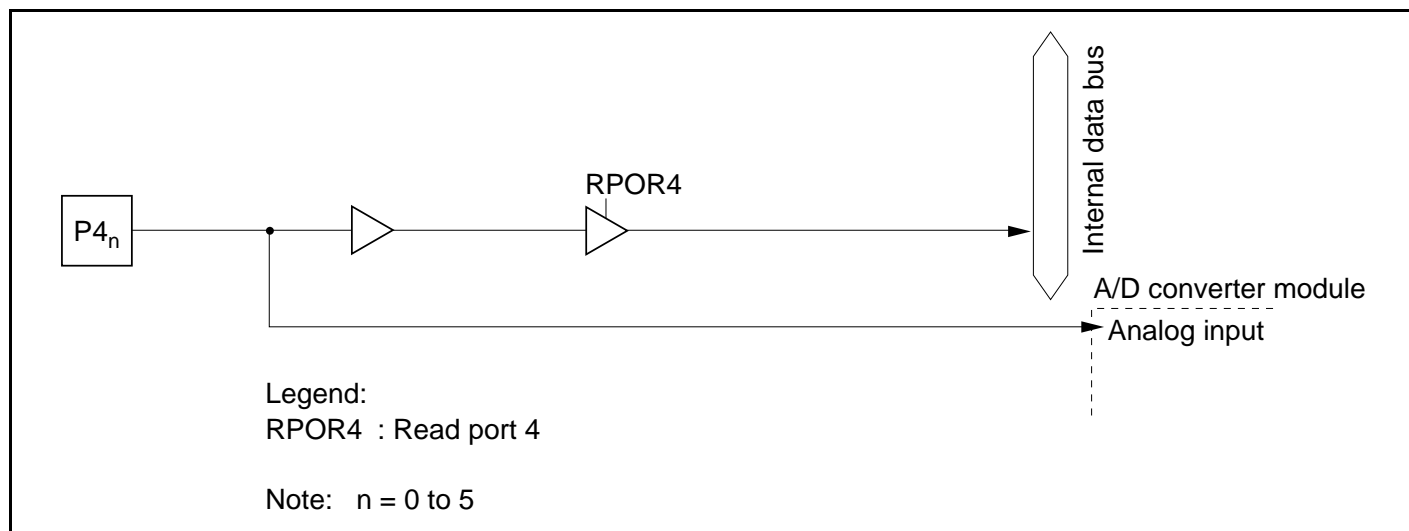 Internal data bus
RPOR4
P4n
A/D converter module
Analog input
Legend:
RPOR4 : Read port 4
Note: n = 0 to 5